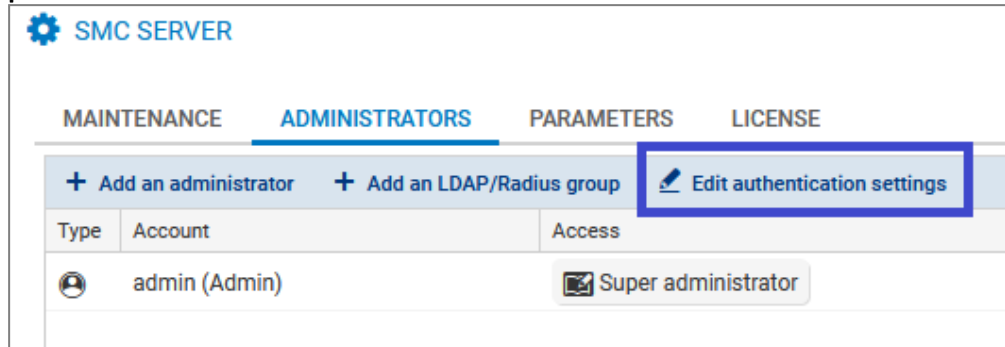 SMC SERVER
MAINTENANCE ADMINISTRATORS PARAMETERS LICENSE
+ Add an administrator + Add an LDAP/Radius group Edit authentication settings
Type Account Access
admin (Admin) Super administrator